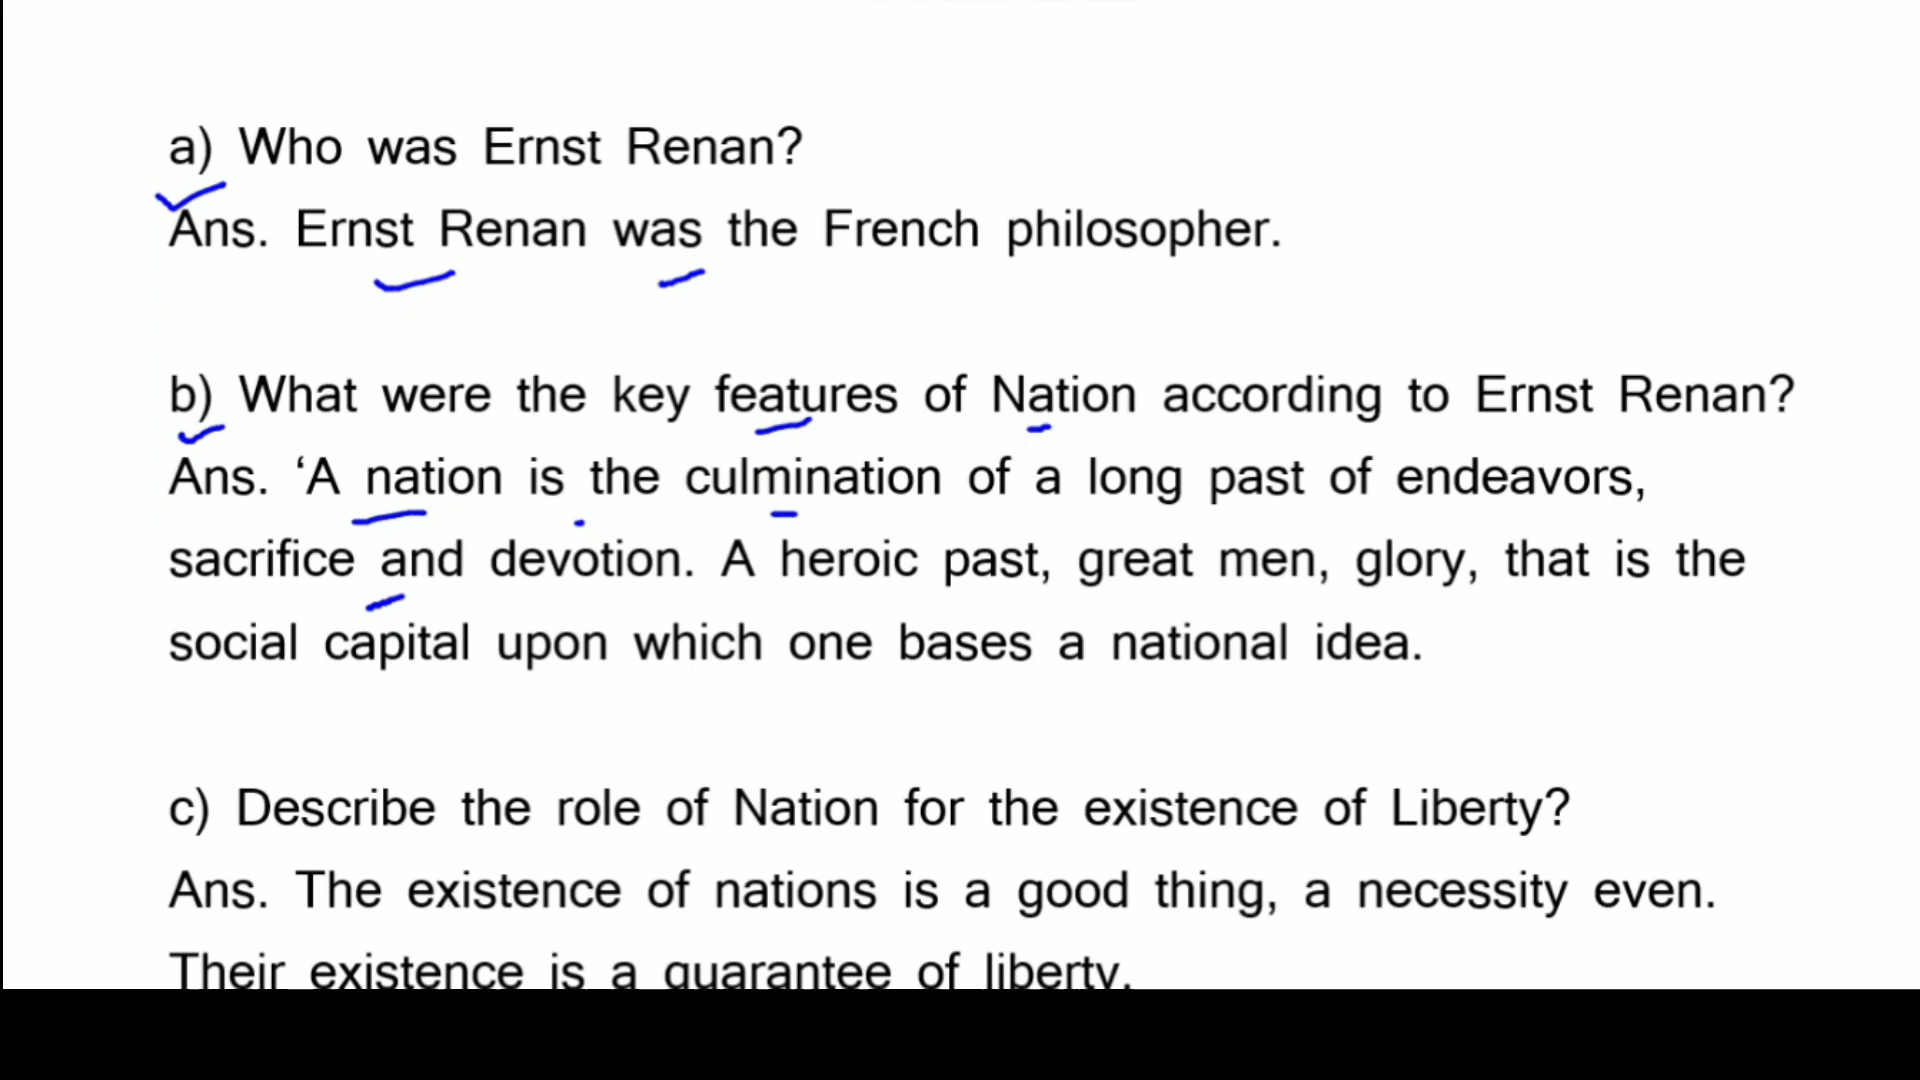 a) Who was Ernst Renan?
Ans. Ernst Renan was the French philosopher.
b) What were the key features of Nation according to Ernst Renan?
Ans. ‘A nation is the culmination of a long past of endeavors,
sacrifice and devotion. A heroic past, great men, glory, that is the
social capital upon which one bases a national idea.
c) Describe the role of Nation for the existence of Liberty?
Ans. The existence of nations is a good thing, a necessity even.
Their existence is a guarantee of liberty.